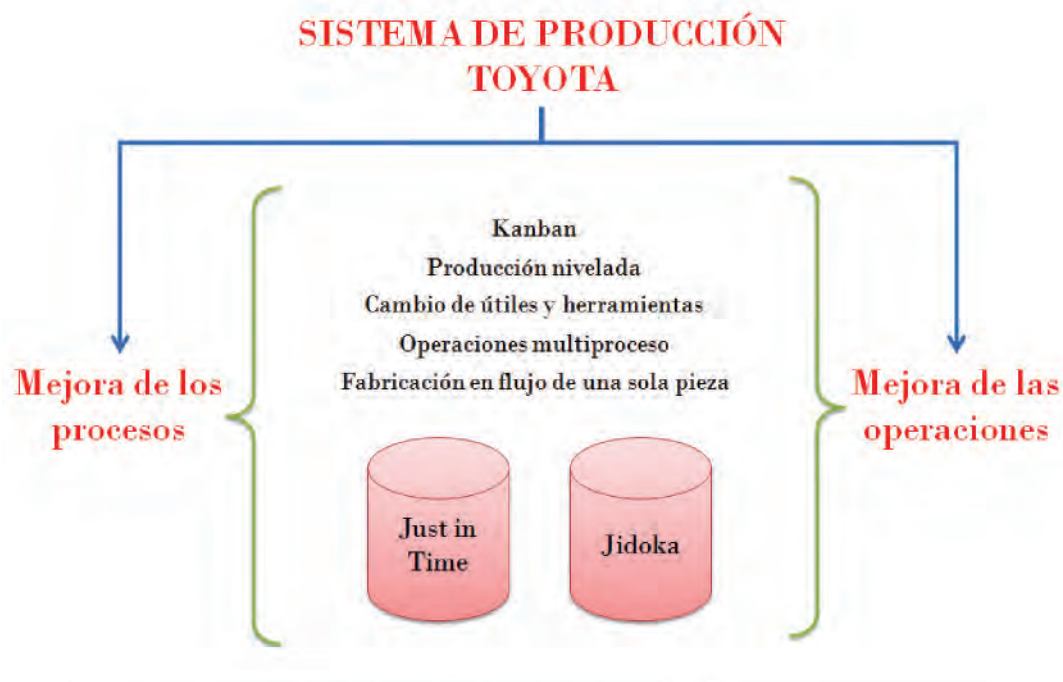 SISTEMA DE PRODUCCIÓN
TOYOTA
Kanban
Producción nivelada
Cambio de útiles y herramientas
Operaciones multiproceso
Fabricación en flujo de una sola pieza
Mejora de los
procesos
Mejora de las
operaciones
Just in
Time
Jidoka